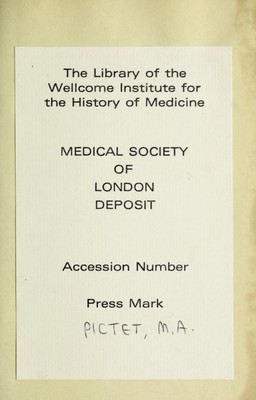 The Library of the
Wellcome Institute for
the History of Medicine
MEDICAL SOCIETY
OF
LONDON
DEPOSIT
Accession Number
Press Mark
PICTET, M.A.